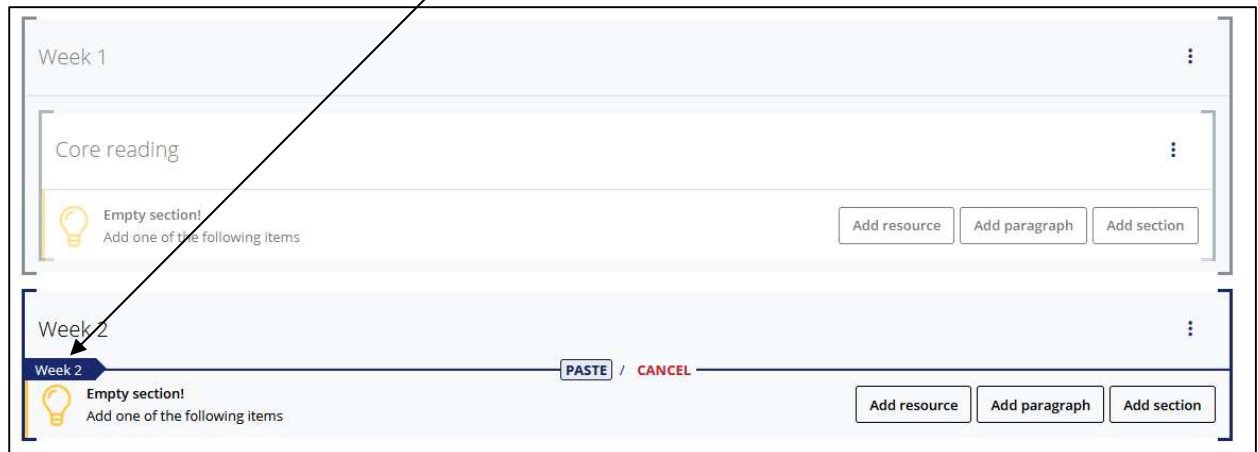 Week 1
Core reading
Empty section!
Add one of the following items
Add resource Add paragraph Add section
Week 2
Week 2 PASTE / CANCEL
Empty section!
Add one of the following items
Add resource Add paragraph Add section